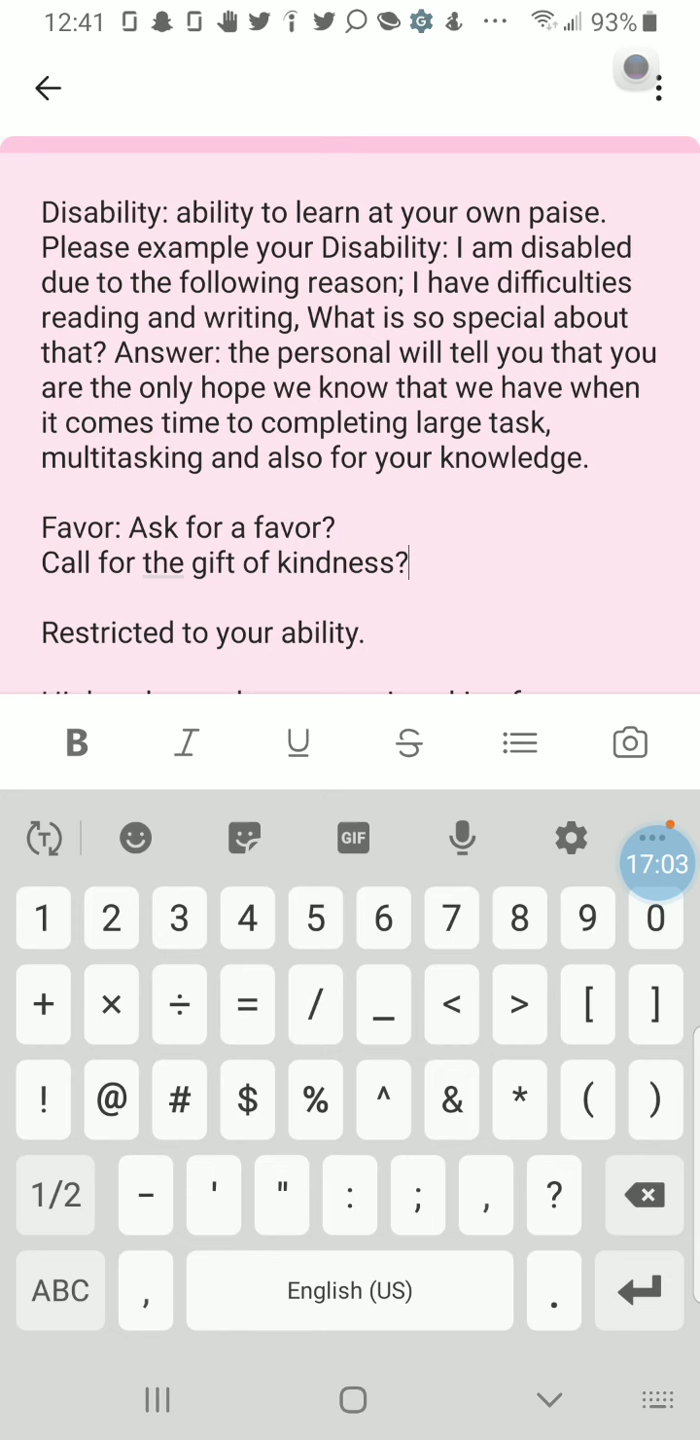 12:41 93%
Disability: ability to learn at your own paise.
Please example your Disability: I am disabled
due to the following reason; I have difficulties
reading and writing, What is so special about
that? Answer: the personal will tell you that you
are the only hope we know that we have when
it comes time to completing large task,
multitasking and also for your knowledge.
Favor: Ask for a favor?
Call for the gift of kindness?
Restricted to your ability.
B I U S
T GIF
17:03
1 2 3 4 5 6 7 8 9 0
+ × ÷ = / _ < > [ ]
! @ # $ % ^ & * ( )
1/2 - ' " : ; , ?
ABC , English (US) .